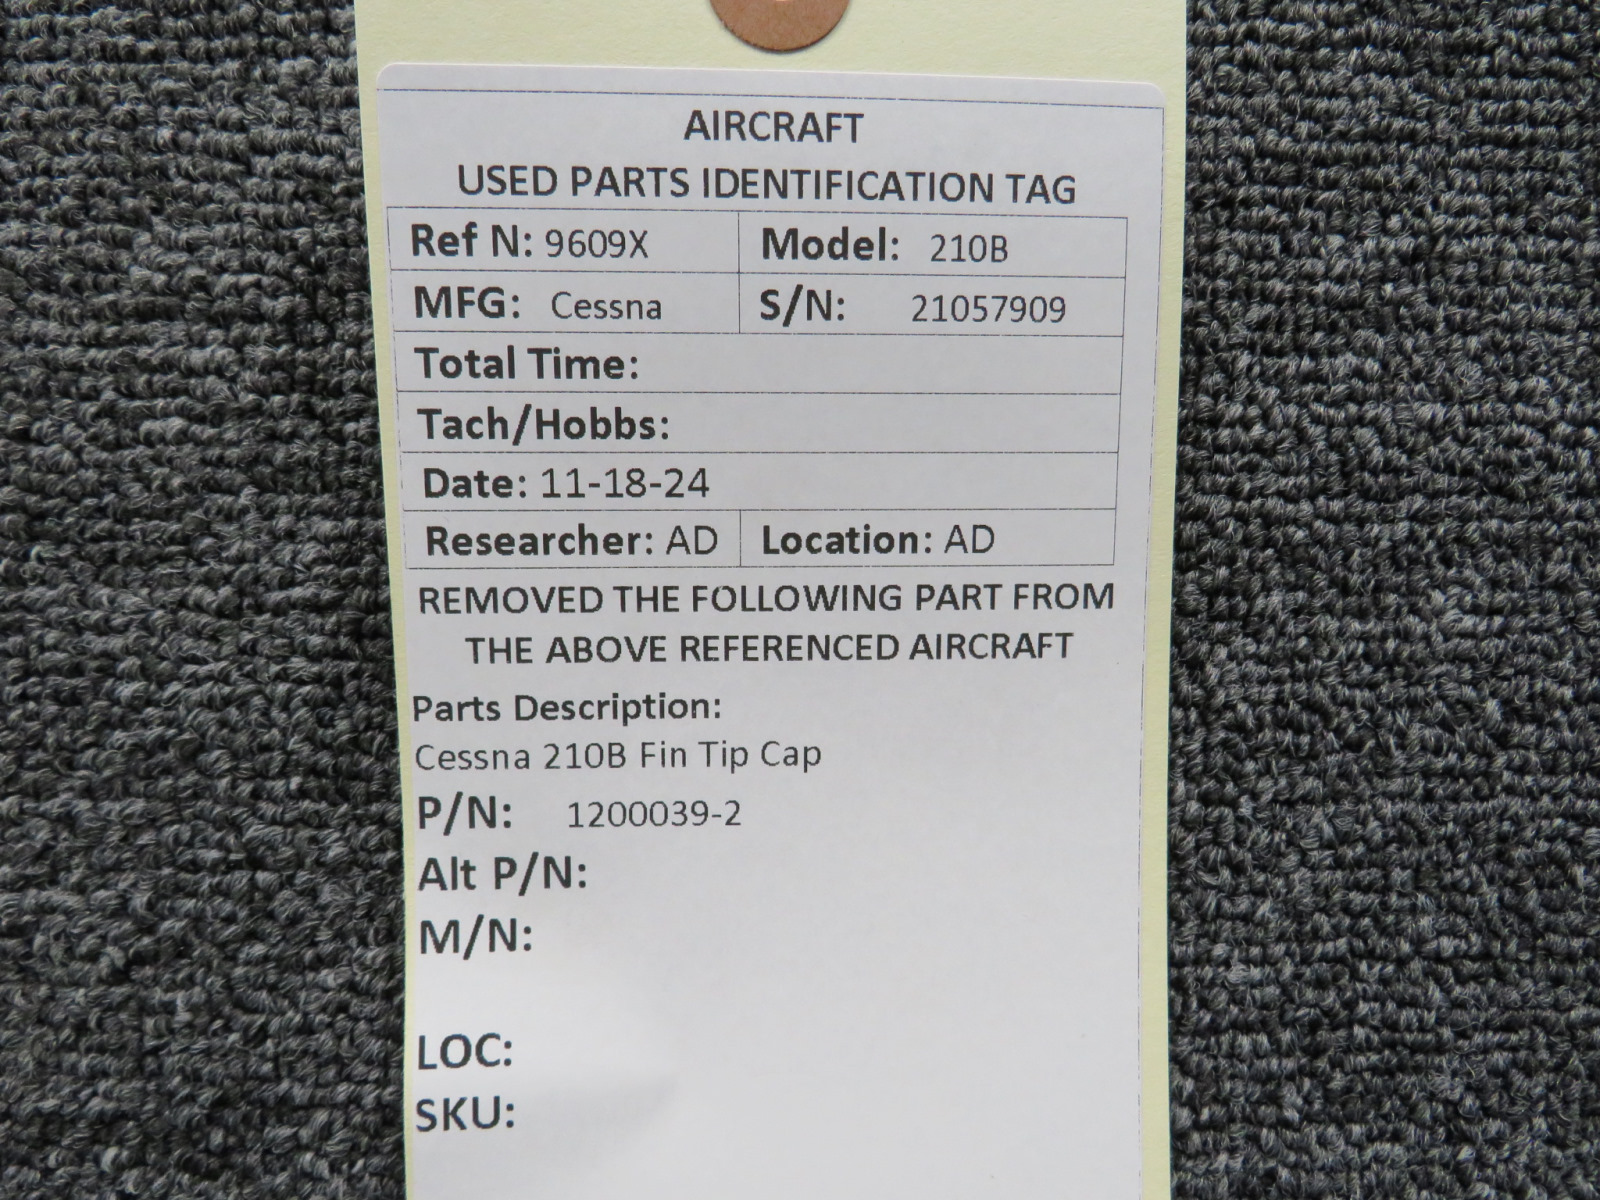 AIRCRAFT
USED PARTS IDENTIFICATION TAG
Ref N: 9609X Model: 210B
MFG: Cessna S/N: 21057909
Total Time:
Tach/Hobbs:
Date: 11-18-24
Researcher: AD Location: AD
REMOVED THE FOLLOWING PART FROM
THE ABOVE REFERENCED AIRCRAFT
Parts Description:
Cessna 210B Fin Tip Cap
P/N: 1200039-2
Alt P/N:
M/N:
LOC:
SKU: